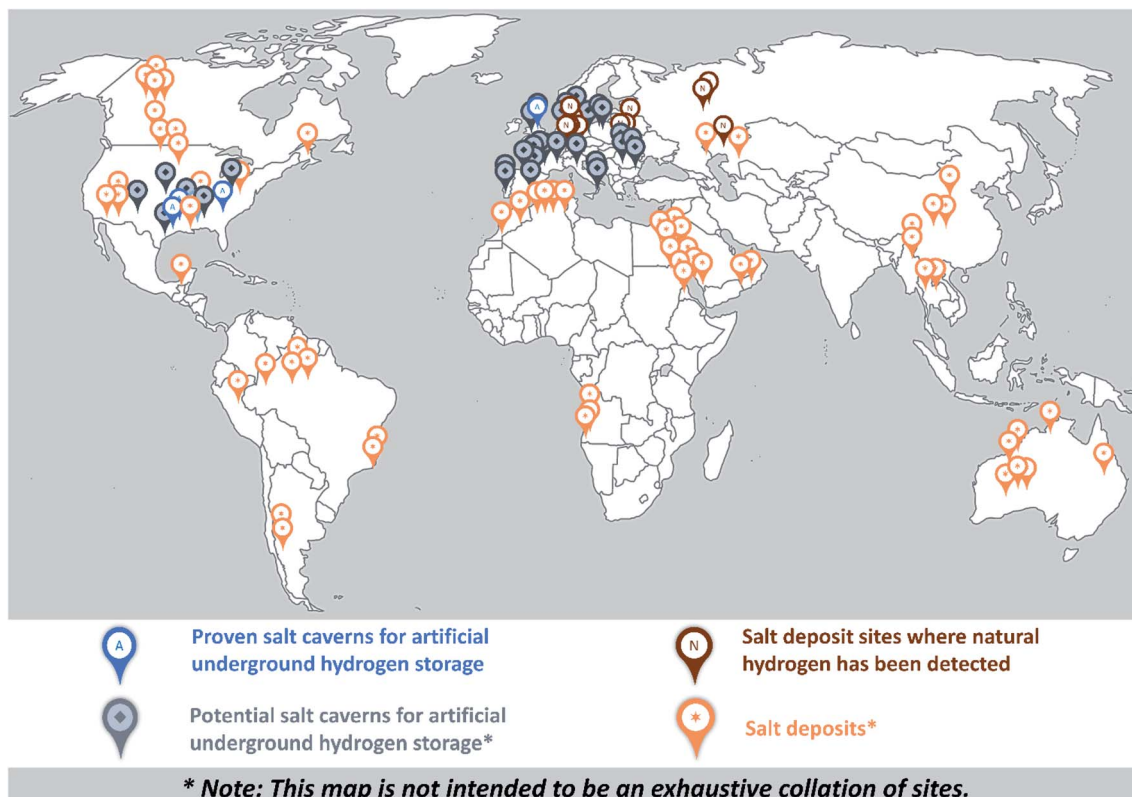 Proven salt caverns for artificial
underground hydrogen storage
Potential salt caverns for artificial
underground hydrogen storage*
Salt deposit sites where natural
hydrogen has been detected
Salt deposits*
A
N
* Note: This map is not intended to be an exhaustive collation of sites.